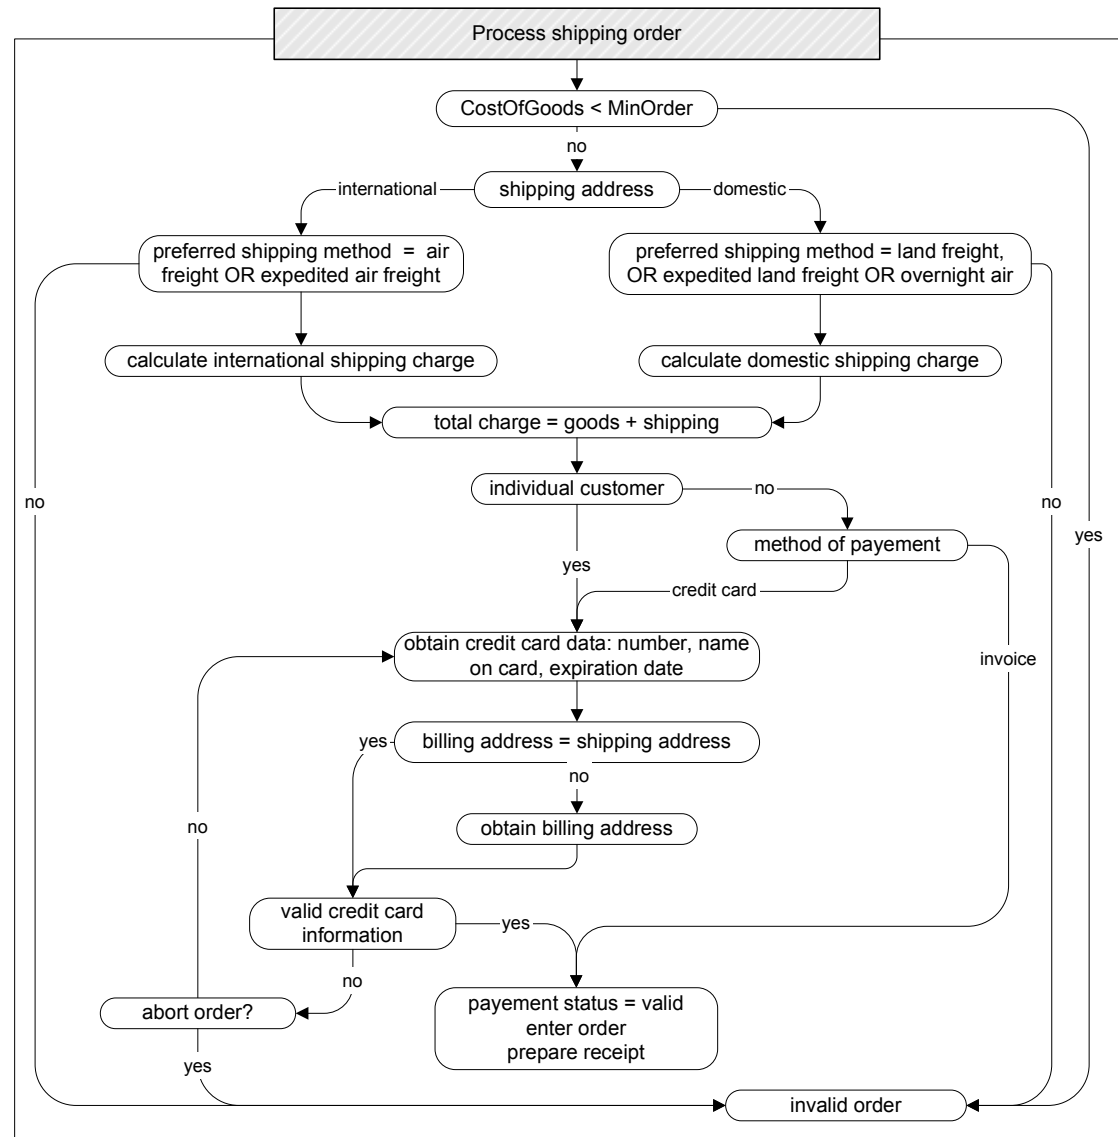 Process shipping order
CostOfGoods < MinOrder
no
international
shipping address
domestic
preferred shipping method = air
freight OR expedited air freight
preferred shipping method = land freight,
OR expedited land freight OR overnight air
calculate international shipping charge
calculate domestic shipping charge
total charge = goods + shipping
individual customer
no
no
no
yes
method of payement
yes
credit card
obtain credit card data: number, name
on card, expiration date
invoice
yes
billing address = shipping address
no
no
obtain billing address
valid credit card
information
yes
no
abort order?
payement status = valid
enter order
prepare receipt
yes
invalid order